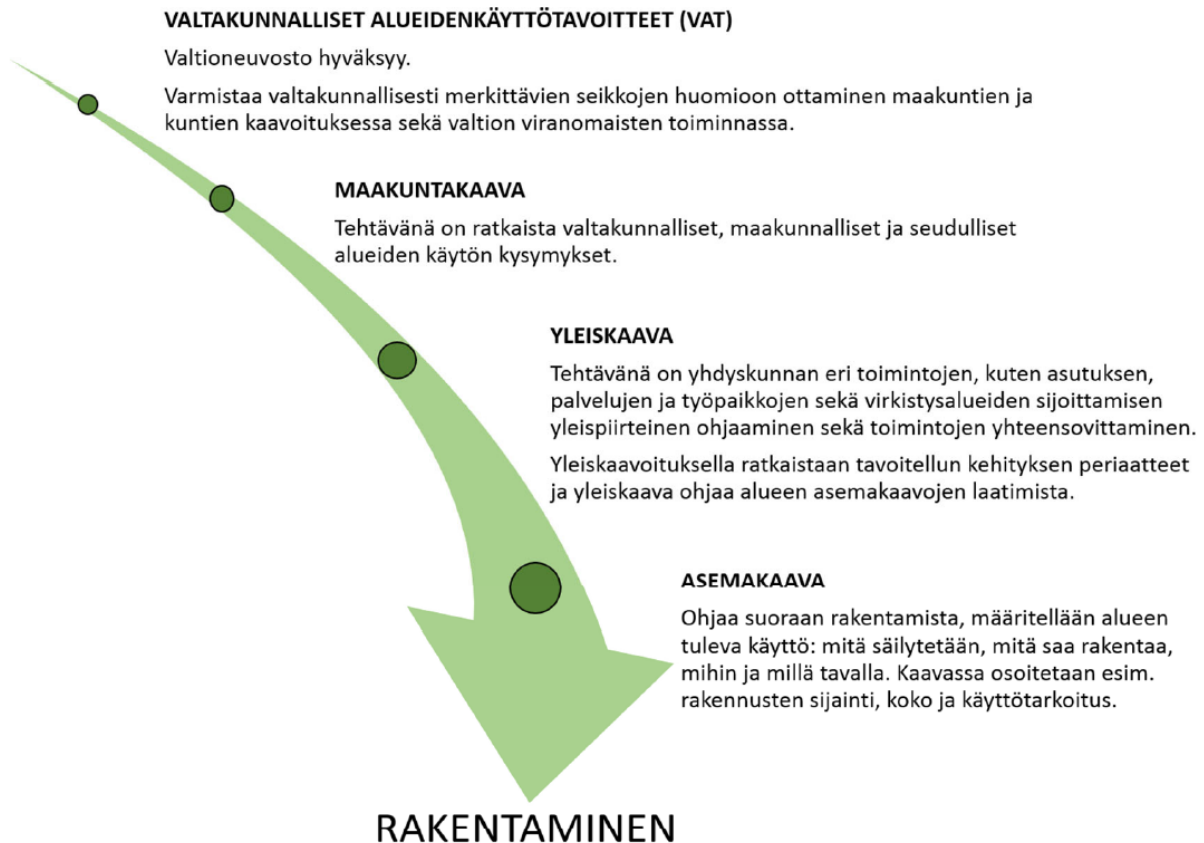 VALTAKUNNALLISET ALUEIDENKÄYTTÖTAVOITTEET (VAT)
Valtioneuvosto hyväksyy.
Varmistaa valtakunnallisesti merkittävien seikkojen huomioon ottaminen maakuntien ja
kuntien kaavoituksessa sekä valtion viranomaisten toiminnassa.
MAAKUNTAKAAVA
Tehtävänä on ratkaista valtakunnalliset, maakunnalliset ja seudulliset
alueiden käytön kysymykset.
YLEISKAAVA
Tehtävänä on yhdyskunnan eri toimintojen, kuten asutuksen,
palvelujen ja työpaikkojen sekä virkistysalueiden sijoittamisen
yleispiirteinen ohjaaminen sekä toimintojen yhteensovittaminen.
Yleiskaavoituksella ratkaistaan tavoitellun kehityksen periaatteet
ja yleiskaava ohjaa alueen asemakaavojen laatimista.
ASEMAKAAVA
Ohjaa suoraan rakentamista, määritellään alueen
tuleva käyttö: mitä säilytetään, mitä saa rakentaa,
mihin ja millä tavalla. Kaavassa osoitetaan esim.
rakennusten sijainti, koko ja käyttötarkoitus.
RAKENTAMINEN